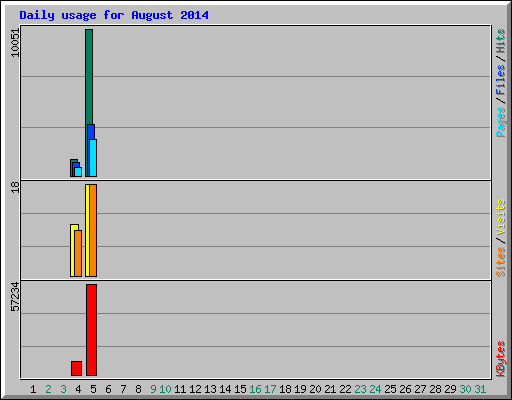 Daily usage for August 2014
10051
Pages / Files / Hits
18
Sites / Visits
57234
KBytes
1 2 3 4 5 6 7 8 9 10 11 12 13 14 15 16 17 18 19 20 21 22 23 24 25 26 27 28 29 30 31